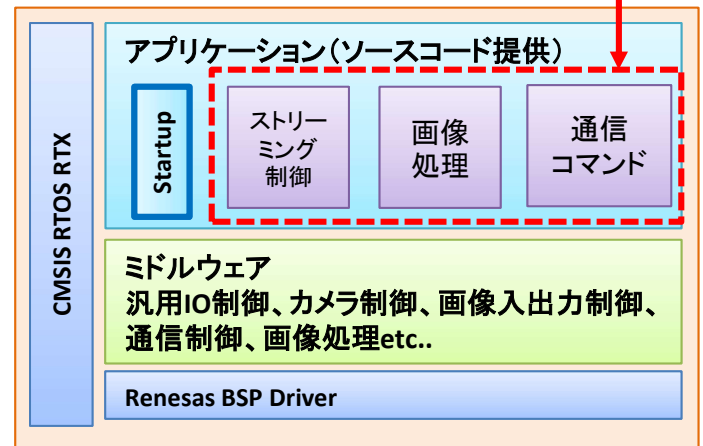 CMSIS RTOS RTX
アプリケーション（ソースコード提供）
Startup
ストリー
ミング
制御
画像
処理
通信
コマンド
ミドルウェア
汎用IO制御、カメラ制御、画像入出力制御、
通信制御、画像処理etc..
Renesas BSP Driver